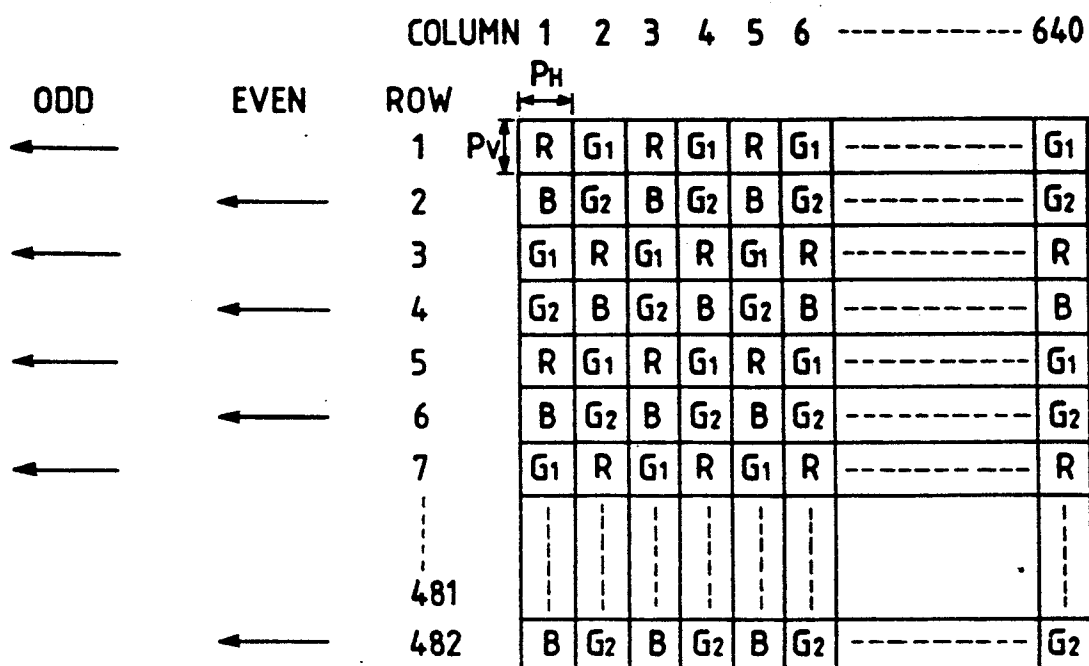 COLUMN 1 2 3 4 5 6 ------------ 640
PH
ODD EVEN ROW
1 PV R G1 R G1 R G1 ------------ G1
2 B G2 B G2 B G2 ------------ G2
3 G1 R G1 R G1 R ------------ R
4 G2 B G2 B G2 B ------------ B
5 R G1 R G1 R G1 ------------ G1
6 B G2 B G2 B G2 ------------ G2
7 G1 R G1 R G1 R ------------ R
481
482 B G2 B G2 B G2 ------------ G2